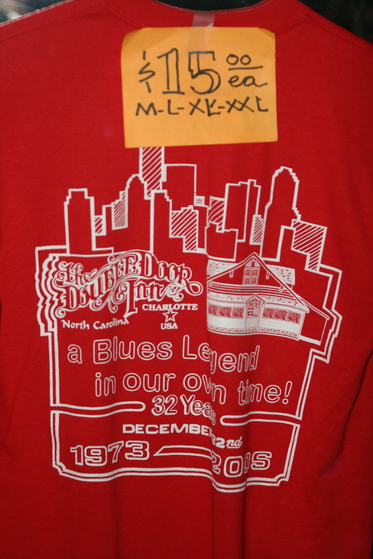 $15 00 ea
M-L-XL-XXL
The
Double Door
Inn
CHARLOTTE
North Carolina
USA
a Blues Legend
in our own time!
32 Years
DECEMBER 22nd
1973 2005